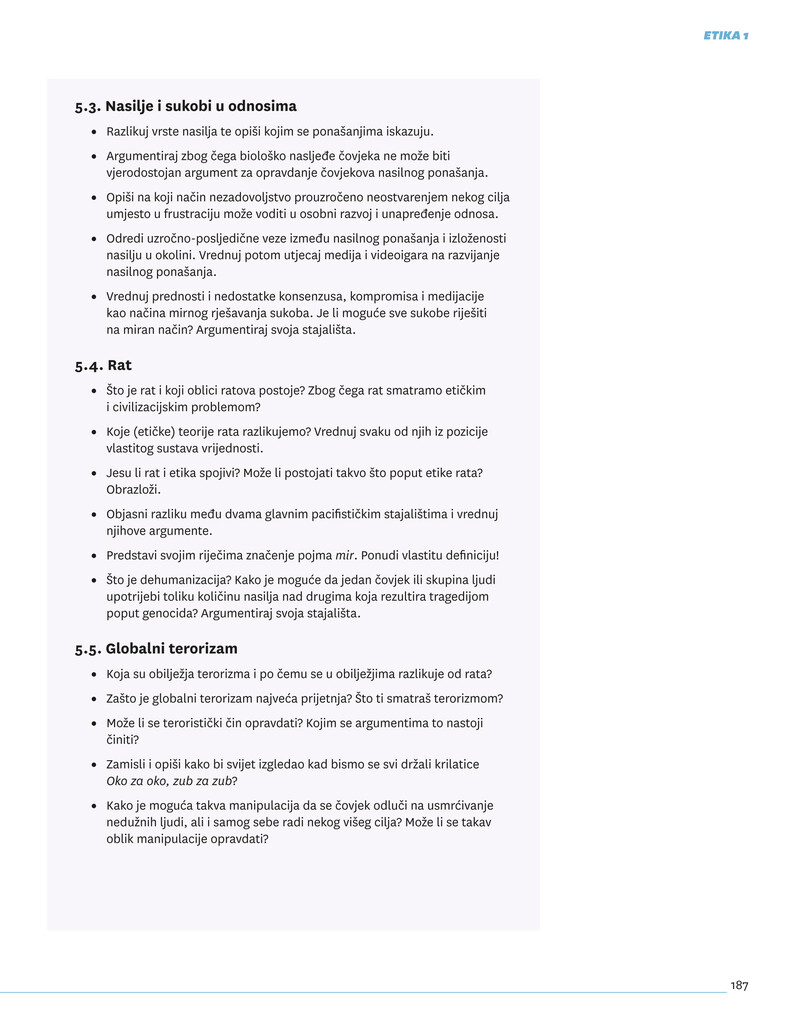 ETIKA 1
5.3. Nasilje i sukobi u odnosima
• Razlikuj vrste nasilja te opiši kojim se ponašanjima iskazuju.
• Argumentiraj zbog čega biološko nasljeđe čovjeka ne može biti
vjerodostojan argument za opravdanje čovjekova nasilnog ponašanja.
• Opiši na koji način nezadovoljstvo prouzročeno neostvarenjem nekog cilja
umjesto u frustraciju može voditi u osobni razvoj i unapređenje odnosa.
• Odredi uzročno-posljedične veze između nasilnog ponašanja i izloženosti
nasilju u okolini. Vrednuj potom utjecaj medija i videoigara na razvijanje
nasilnog ponašanja.
• Vrednuj prednosti i nedostatke konsenzusa, kompromisa i medijacije
kao načina mirnog rješavanja sukoba. Je li moguće sve sukobe riješiti
na miran način? Argumentiraj svoja stajališta.
5.4. Rat
• Što je rat i koji oblici ratova postoje? Zbog čega rat smatramo etičkim
i civilizacijskim problemom?
• Koje (etičke) teorije rata razlikujemo? Vrednuj svaku od njih iz pozicije
vlastitog sustava vrijednosti.
• Jesu li rat i etika spojivi? Može li postojati takvo što poput etike rata?
Obrazloži.
• Objasni razliku među dvama glavnim pacifističkim stajalištima i vrednuj
njihove argumente.
• Predstavi svojim riječima značenje pojma mir. Ponudi vlastitu definiciju!
• Što je dehumanizacija? Kako je moguće da jedan čovjek ili skupina ljudi
upotrijebi toliku količinu nasilja nad drugima koja rezultira tragedijom
poput genocida? Argumentiraj svoja stajališta.
5.5. Globalni terorizam
• Koja su obilježja terorizma i po čemu se u obilježjima razlikuje od rata?
• Zašto je globalni terorizam najveća prijetnja? Što ti smatraš terorizmom?
• Može li se teroristički čin opravdati? Kojim se argumentima to nastoji
činiti?
• Zamisli i opiši kako bi svijet izgledao kad bismo se svi držali krilatice
Oko za oko, zub za zub?
• Kako je moguća takva manipulacija da se čovjek odluči na usmrćivanje
nedužnih ljudi, ali i samog sebe radi nekog višeg cilja? Može li se takav
oblik manipulacije opravdati?
187